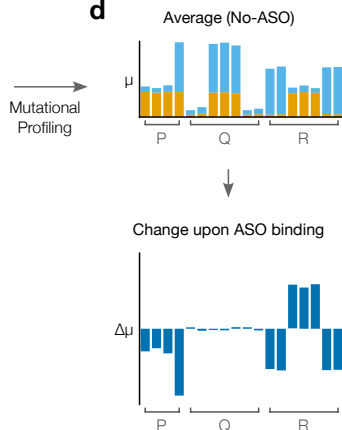 d
Average (No-ASO)
μ
Mutational
Profiling
P Q R
Change upon ASO binding
Δμ
P Q R